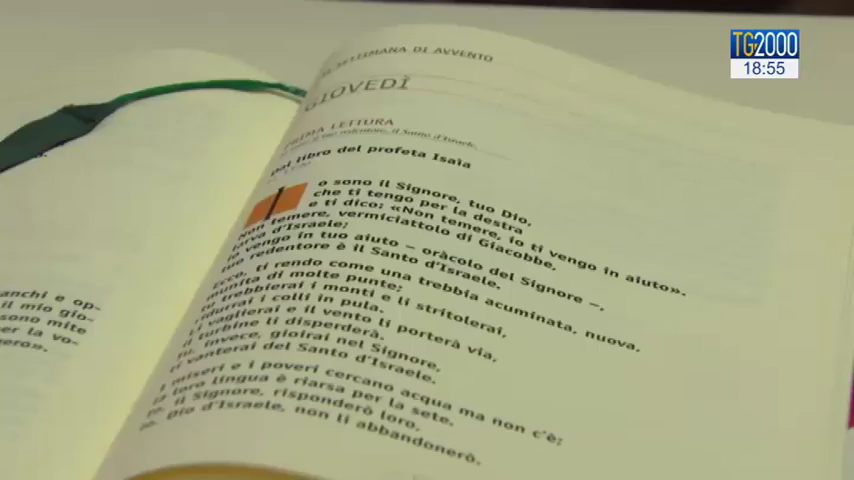 TG2000
18:55
SETTIMANA DI AVVENTO
GIOVEDÌ
PRIMA LETTURA
il tuo redentore, il Santo d'Israele.
Dal libro del profeta Isaìa
Io sono il Signore, tuo Dio,
che ti tengo per la destra
e ti dico: «Non temere, io ti vengo in aiuto».
Non temere, vermiciattolo di Giacobbe,
larva d'Israele;
io vengo in tuo aiuto – oràcolo del Signore –,
tuo redentore è il Santo d'Israele.
Ecco, ti rendo come una trebbia acuminata, nuova,
munita di molte punte;
tu trebbierai i monti e li stritolerai,
ridurrai i colli in pula.
Li vaglierai e il vento li porterà via,
il turbine li disperderà.
Tu, invece, gioirai nel Signore,
ti vanterai del Santo d'Israele.
I miseri e i poveri cercano acqua ma non c'è;
la loro lingua è riarsa per la sete.
Io, il Signore, risponderò loro,
io, Dio d'Israele, non li abbandonerò.
anchi e op-
il mio gio-
sono mite
per la vo-
gero».